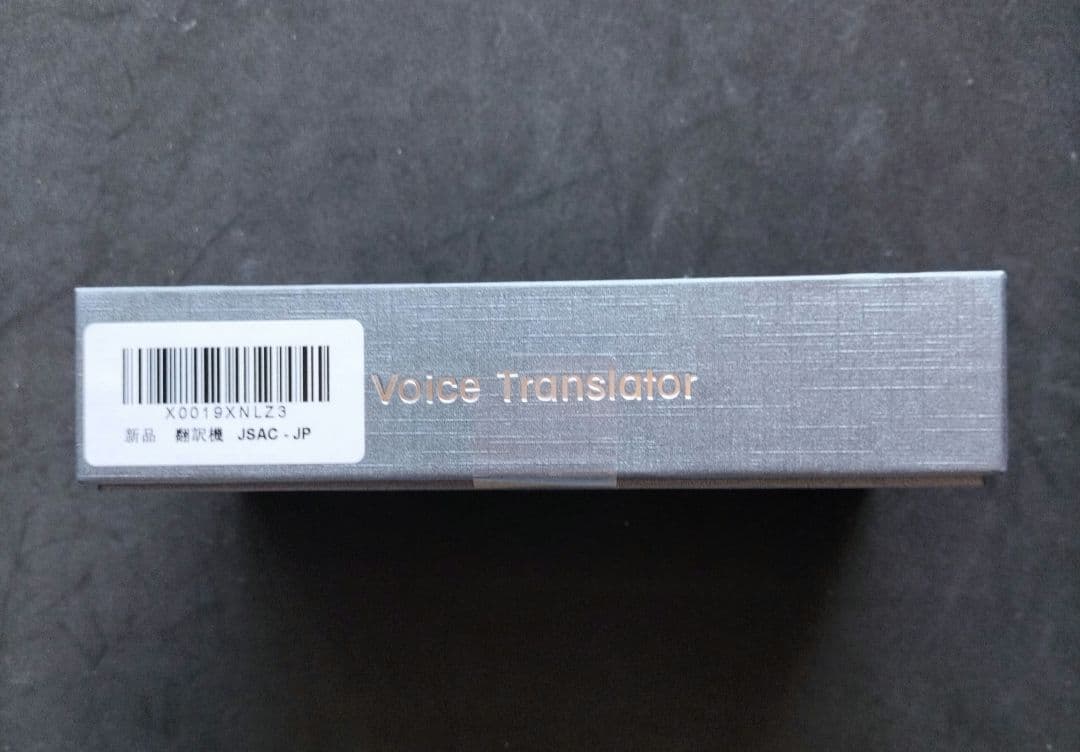 X0019XNLZ3
新品 翻訳機 JSAC - JP
Voice Translator